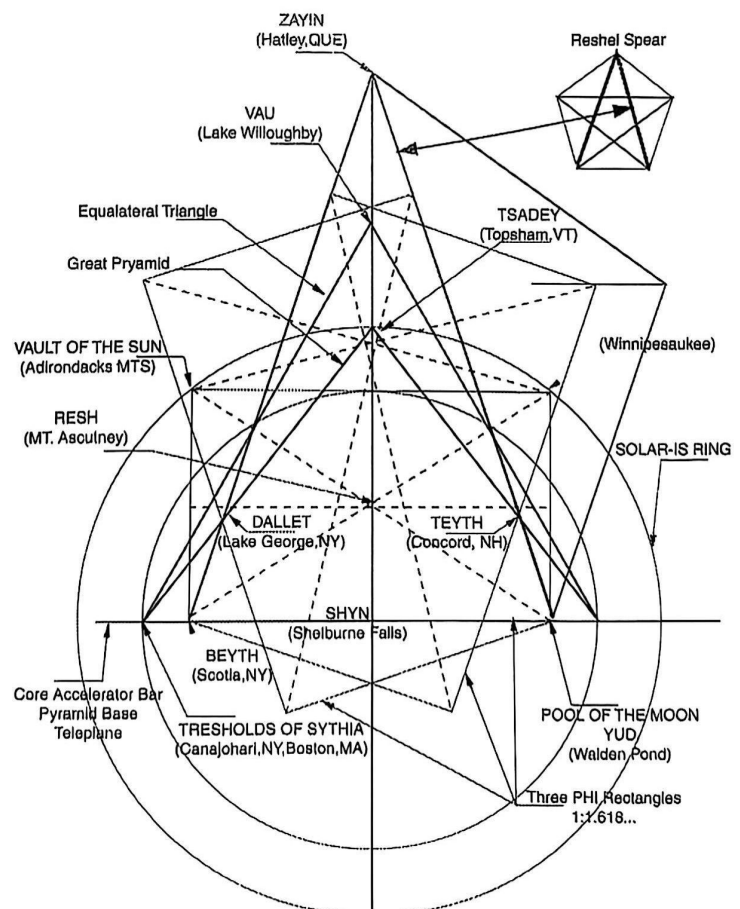 ZAYIN
(Hatley,QUE)
Reshel Spear
VAU
(Lake Willoughby)
Equalateral Triangle
TSADEY
(Topsham,VT)
Great Pryamid
VAULT OF THE SUN
(Adirondacks MTS)
(Winnipesaukee)
RESH
(MT. Ascutney)
SOLAR-IS RING
DALLET
(Lake George,NY)
TEYTH
(Concord, NH)
SHYN
(Shelburne Falls)
BEYTH
(Scotia,NY)
Core Accelerator Bar
Pyramid Base
Teleplane
TRESHOLDS OF SYTHIA
(Canajohari,NY,Boston,MA)
POOL OF THE MOON
YUD
(Walden Pond)
Three PHI Rectangles
1:1.618...